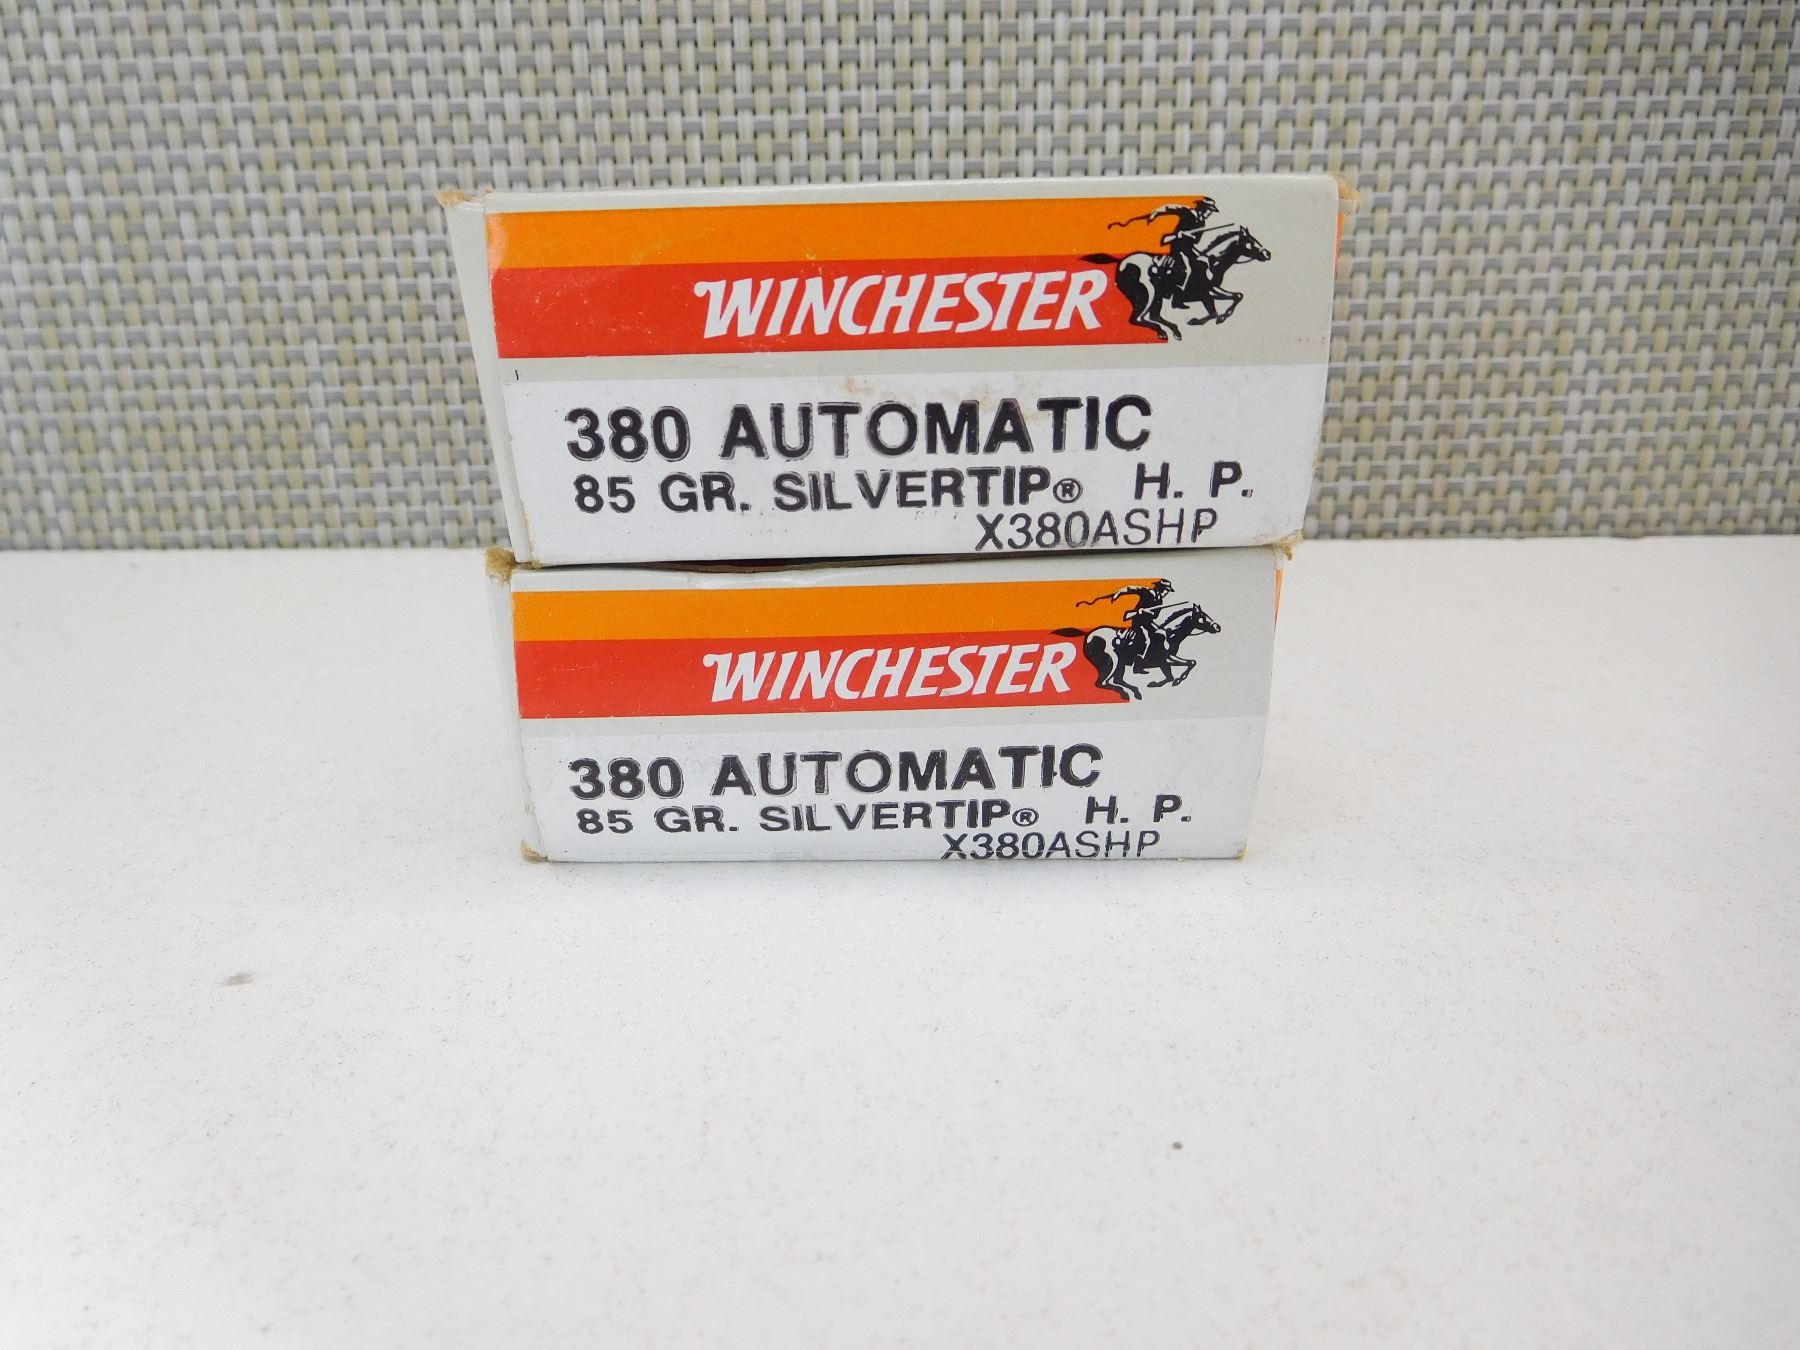 WINCHESTER
380 AUTOMATIC
85 GR. SILVERTIP® H. P.
X380ASHP
WINCHESTER
380 AUTOMATIC
85 GR. SILVERTIP® H. P.
X380ASHP